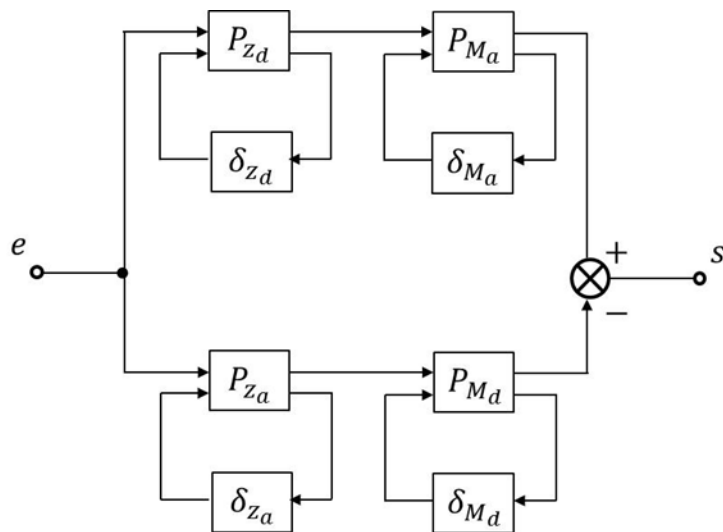 P_{z_d} P_{M_a}
δ_{z_d} δ_{M_a}
e + s
−
P_{z_a} P_{M_d}
δ_{z_a} δ_{M_d}